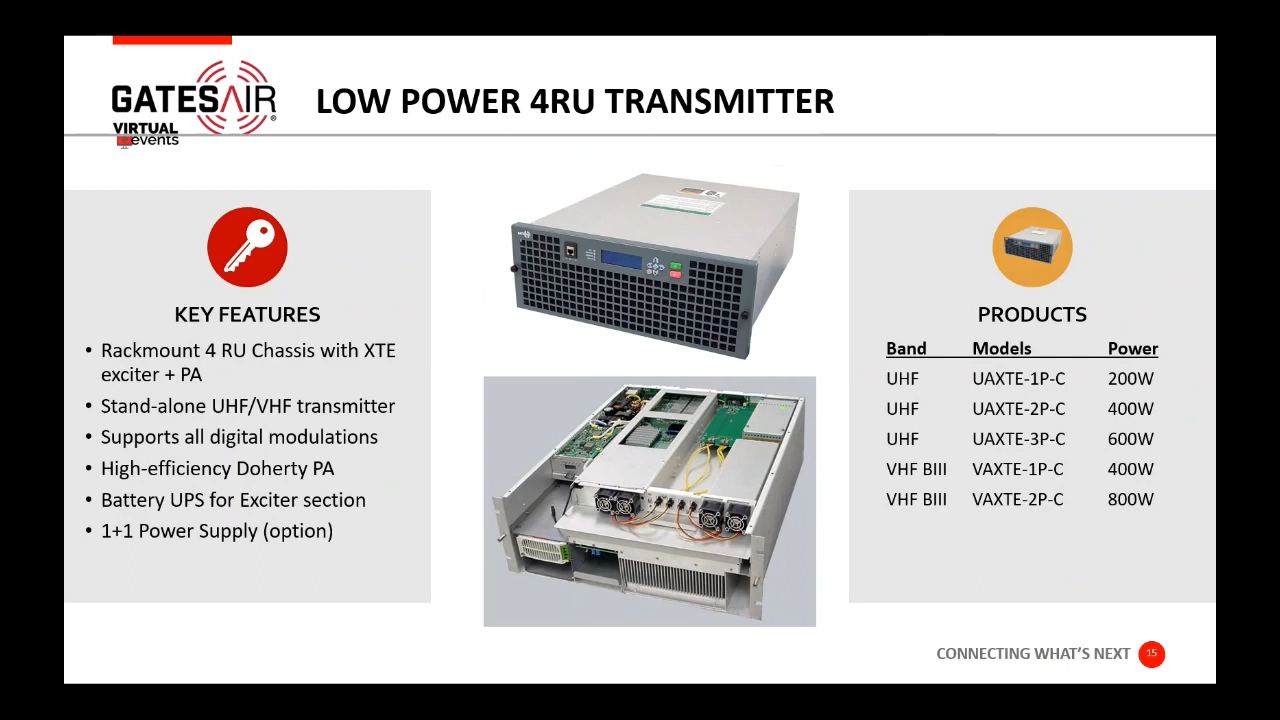 GATESAIR
VIRTUAL
events
LOW POWER 4RU TRANSMITTER
KEY FEATURES
• Rackmount 4 RU Chassis with XTE
exciter + PA
• Stand-alone UHF/VHF transmitter
• Supports all digital modulations
• High-efficiency Doherty PA
• Battery UPS for Exciter section
• 1+1 Power Supply (option)
PRODUCTS
Band Models Power
UHF UAXTE-1P-C 200W
UHF UAXTE-2P-C 400W
UHF UAXTE-3P-C 600W
VHF BIII VAXTE-1P-C 400W
VHF BIII VAXTE-2P-C 800W
CONNECTING WHAT'S NEXT 15